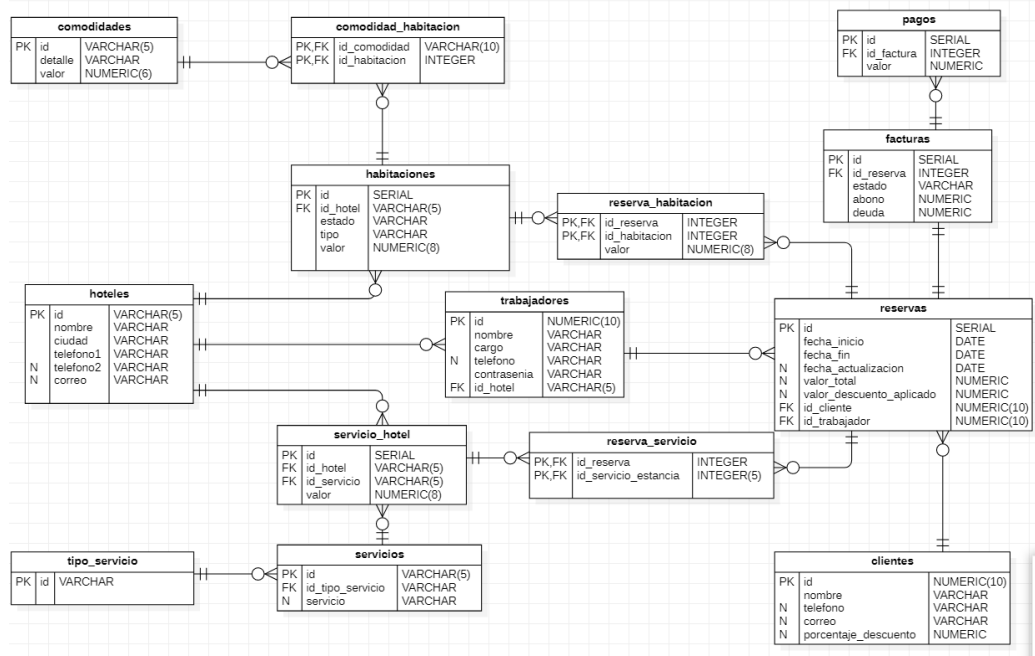 comodidades
PK id VARCHAR(5)
detalle VARCHAR
valor NUMERIC(6)
comodidad_habitacion
PK,FK id_comodidad VARCHAR(10)
PK,FK id_habitacion INTEGER
pagos
PK id SERIAL
FK id_factura INTEGER
valor NUMERIC
facturas
PK id SERIAL
FK id_reserva INTEGER
estado VARCHAR
abono NUMERIC
deuda NUMERIC
habitaciones
PK id SERIAL
FK id_hotel VARCHAR(5)
estado VARCHAR
tipo VARCHAR
valor NUMERIC(8)
reserva_habitacion
PK,FK id_reserva INTEGER
PK,FK id_habitacion INTEGER
valor NUMERIC(8)
hoteles
PK id VARCHAR(5)
nombre VARCHAR
ciudad VARCHAR
telefono1 VARCHAR
N telefono2 VARCHAR
N correo VARCHAR
trabajadores
PK id NUMERIC(10)
nombre VARCHAR
cargo VARCHAR
N telefono VARCHAR
contrasenia VARCHAR
FK id_hotel VARCHAR(5)
reservas
PK id SERIAL
fecha_inicio DATE
fecha_fin DATE
N fecha_actualizacion DATE
N valor_total NUMERIC
N valor_descuento_aplicado NUMERIC
FK id_cliente NUMERIC(10)
FK id_trabajador NUMERIC(10)
servicio_hotel
PK id SERIAL
FK id_hotel VARCHAR(5)
FK id_servicio VARCHAR(5)
valor NUMERIC(8)
reserva_servicio
PK,FK id_reserva INTEGER
PK,FK id_servicio_estancia INTEGER(5)
tipo_servicio
PK id VARCHAR
servicios
PK id VARCHAR(5)
FK id_tipo_servicio VARCHAR
N servicio VARCHAR
clientes
PK id NUMERIC(10)
nombre VARCHAR
N telefono VARCHAR
N correo VARCHAR
N porcentaje_descuento NUMERIC